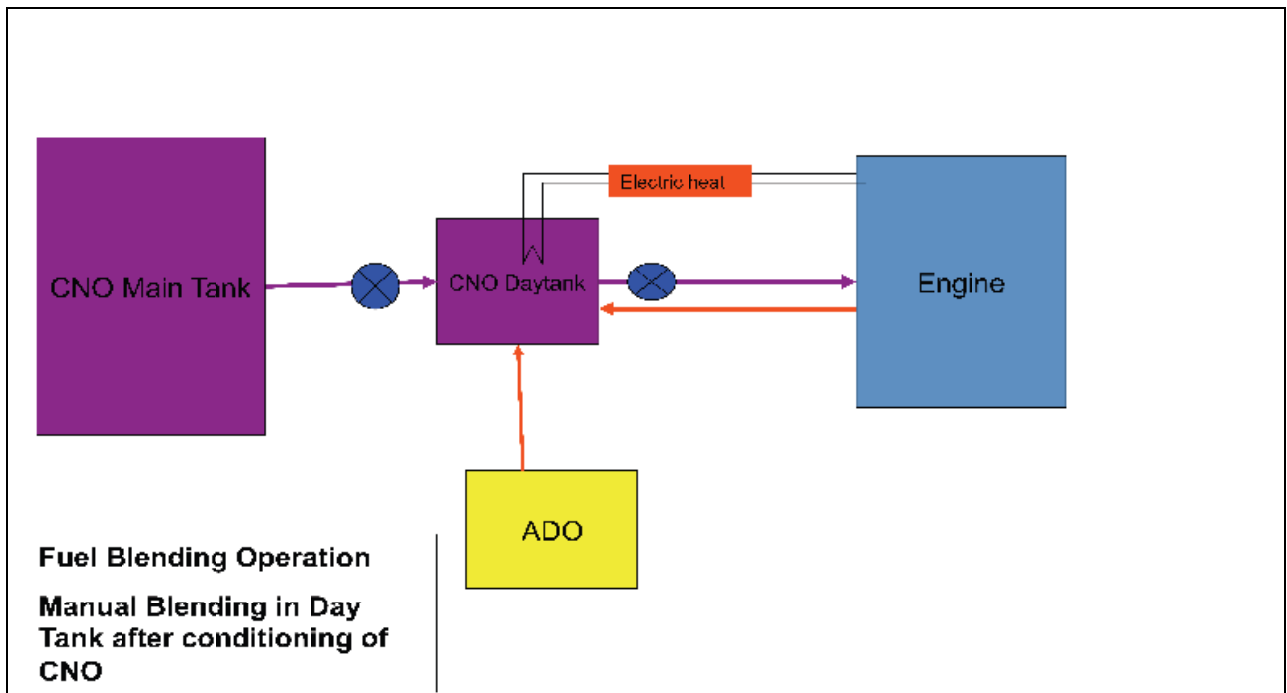 Electric heat
CNO Main Tank
CNO Daytank
Engine
ADO
Fuel Blending Operation
Manual Blending in Day
Tank after conditioning of
CNO